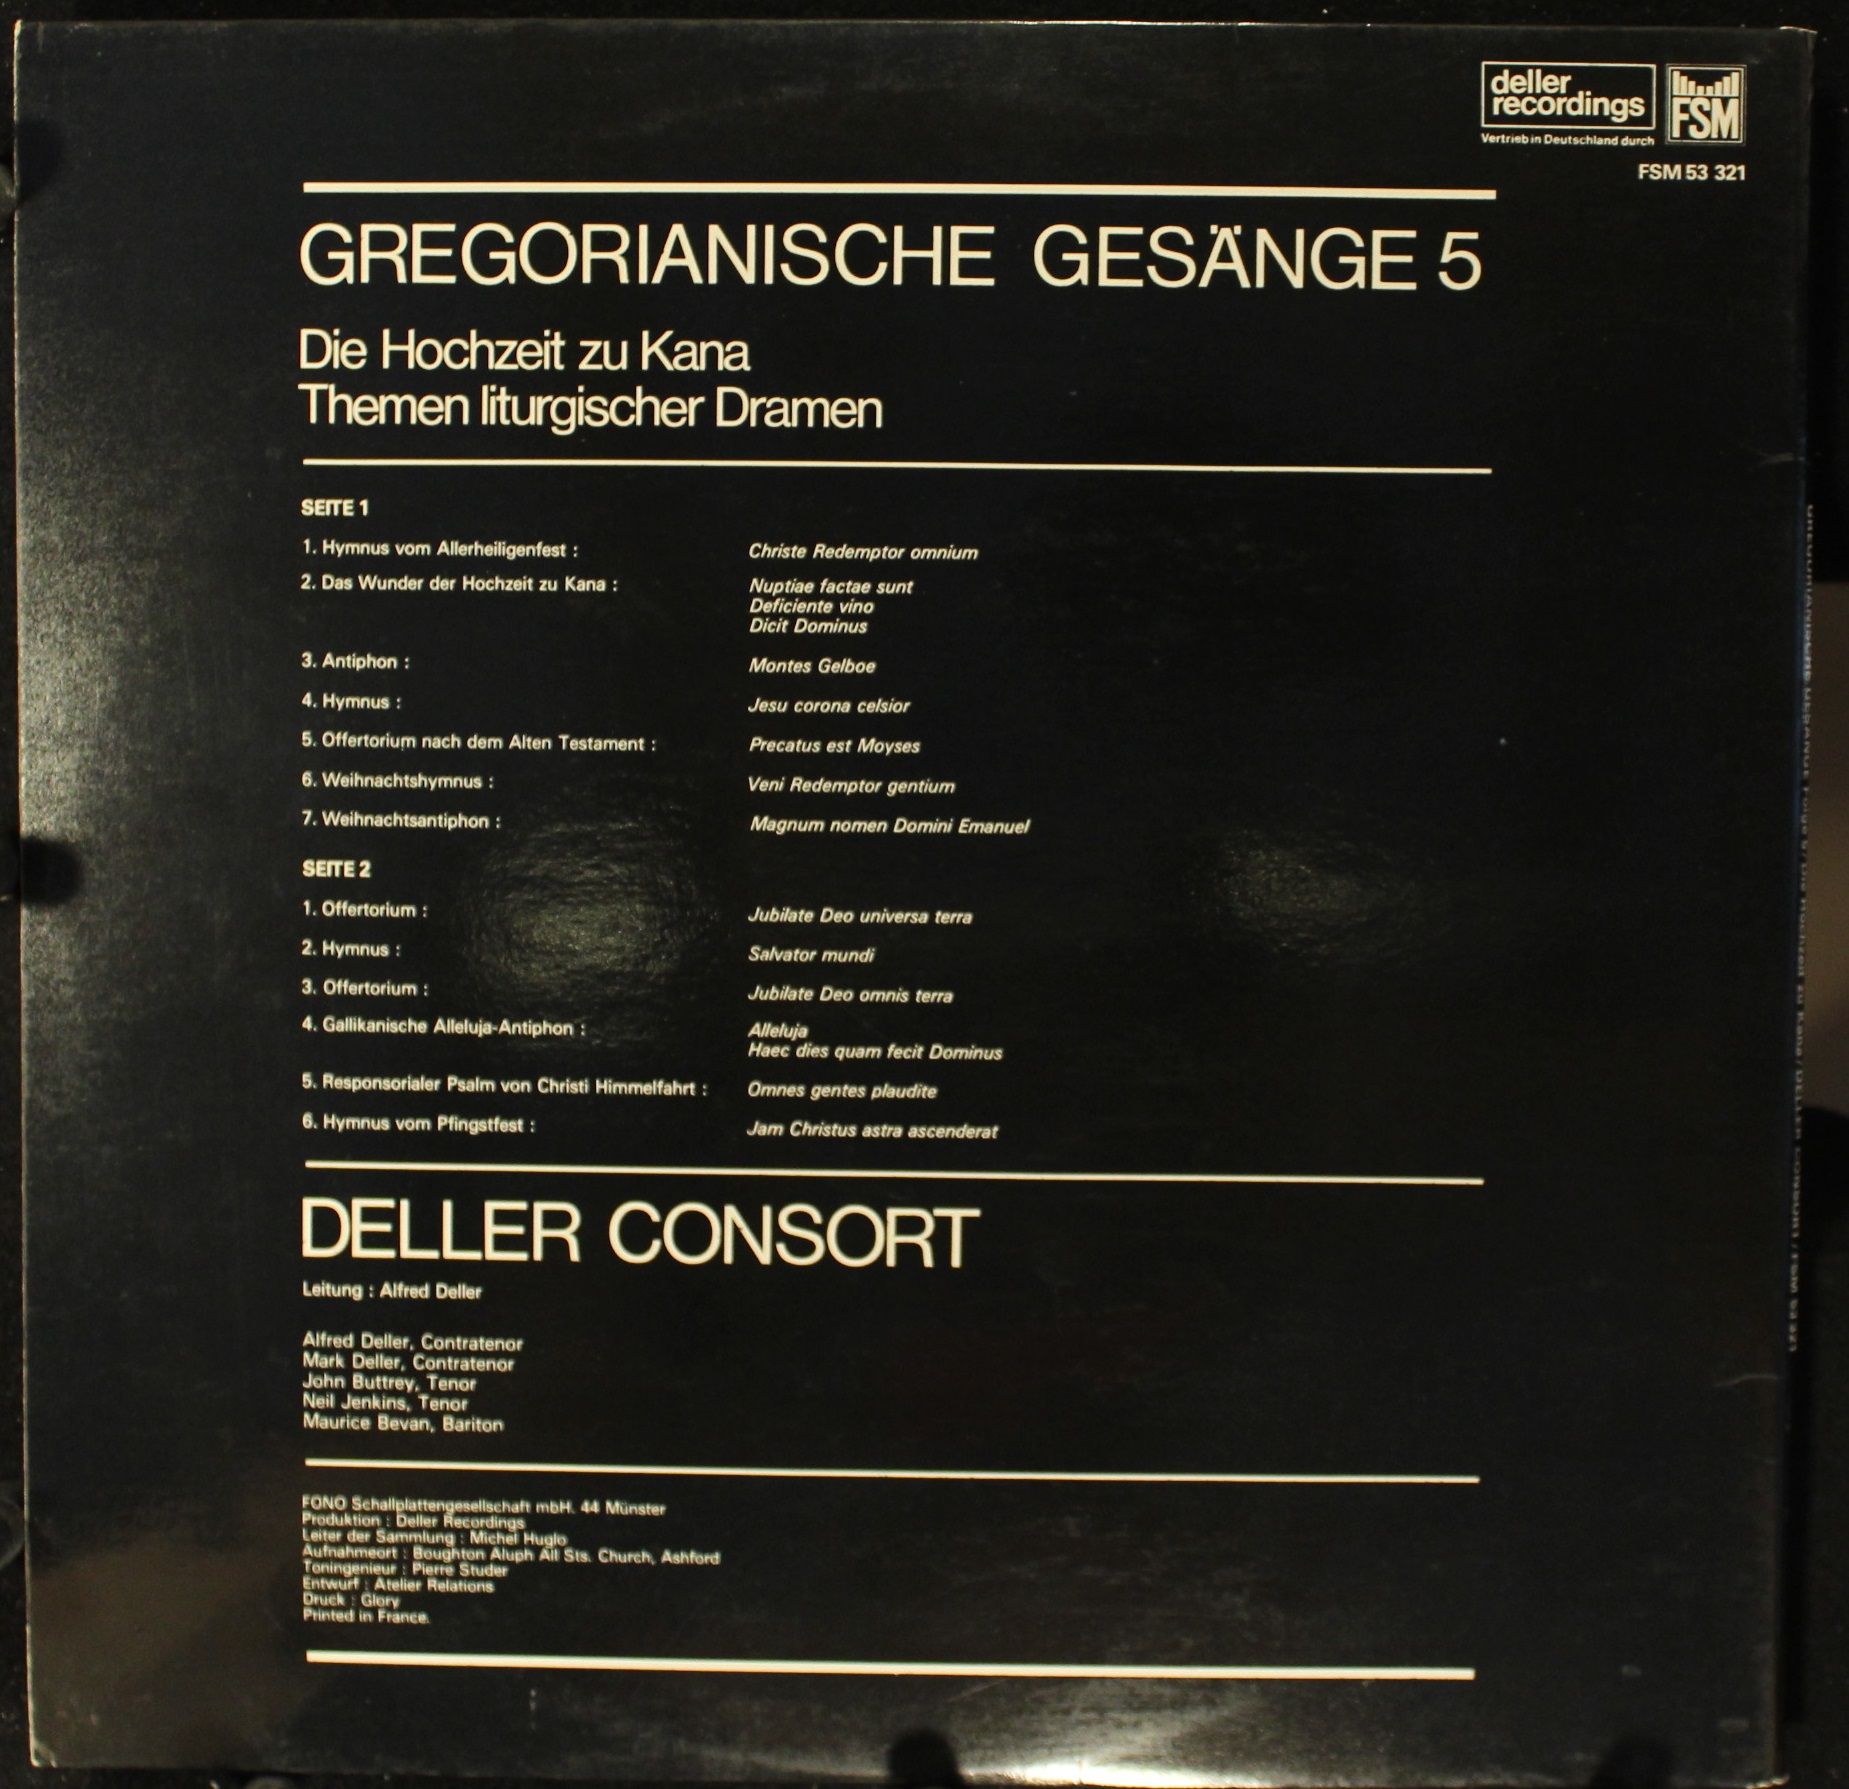 deller
recordings
FSM
Vertrieb in Deutschland durch
FSM 53 321
GREGORIANISCHE GESÄNGE 5
Die Hochzeit zu Kana
Themen liturgischer Dramen
SEITE 1
1. Hymnus vom Allerheiligenfest : Christe Redemptor omnium
2. Das Wunder der Hochzeit zu Kana : Nuptiae factae sunt
Deficiente vino
Dicit Dominus
3. Antiphon : Montes Gelboe
4. Hymnus : Jesu corona celsior
5. Offertorium nach dem Alten Testament : Precatus est Moyses
6. Weihnachtshymnus : Veni Redemptor gentium
7. Weihnachtsantiphon : Magnum nomen Domini Emanuel
SEITE 2
1. Offertorium : Jubilate Deo universa terra
2. Hymnus : Salvator mundi
3. Offertorium : Jubilate Deo omnis terra
4. Gallikanische Alleluja-Antiphon : Alleluja
Haec dies quam fecit Dominus
5. Responsorialer Psalm von Christi Himmelfahrt : Omnes gentes plaudite
6. Hymnus vom Pfingstfest : Jam Christus astra ascenderat
DELLER CONSORT
Leitung : Alfred Deller
Alfred Deller, Contratenor
Mark Deller, Contratenor
John Buttrey, Tenor
Neil Jenkins, Tenor
Maurice Bevan, Bariton
FONO Schallplattengesellschaft mbH. 44 Münster
Produktion : Deller Recordings
Leiter der Sammlung : Michel Huglo
Aufnahmeort : Boughton Aluph All Sts. Church, Ashford
Toningenieur : Pierre Studer
Entwurf : Atelier Relations
Druck : Glory
Printed in France.